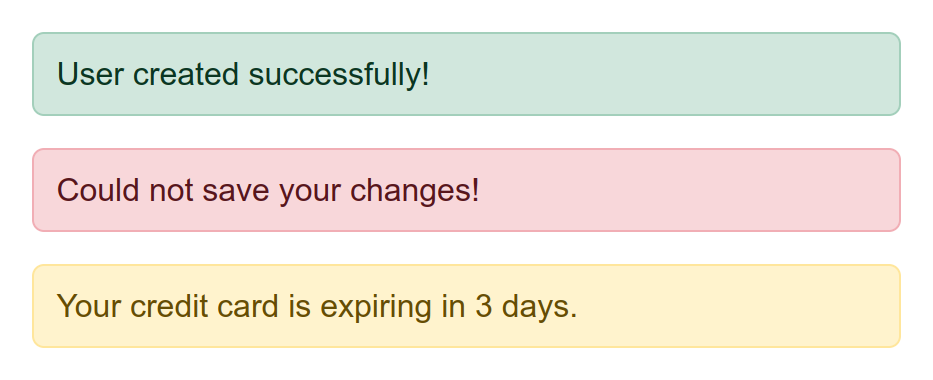 User created successfully!
Could not save your changes!
Your credit card is expiring in 3 days.